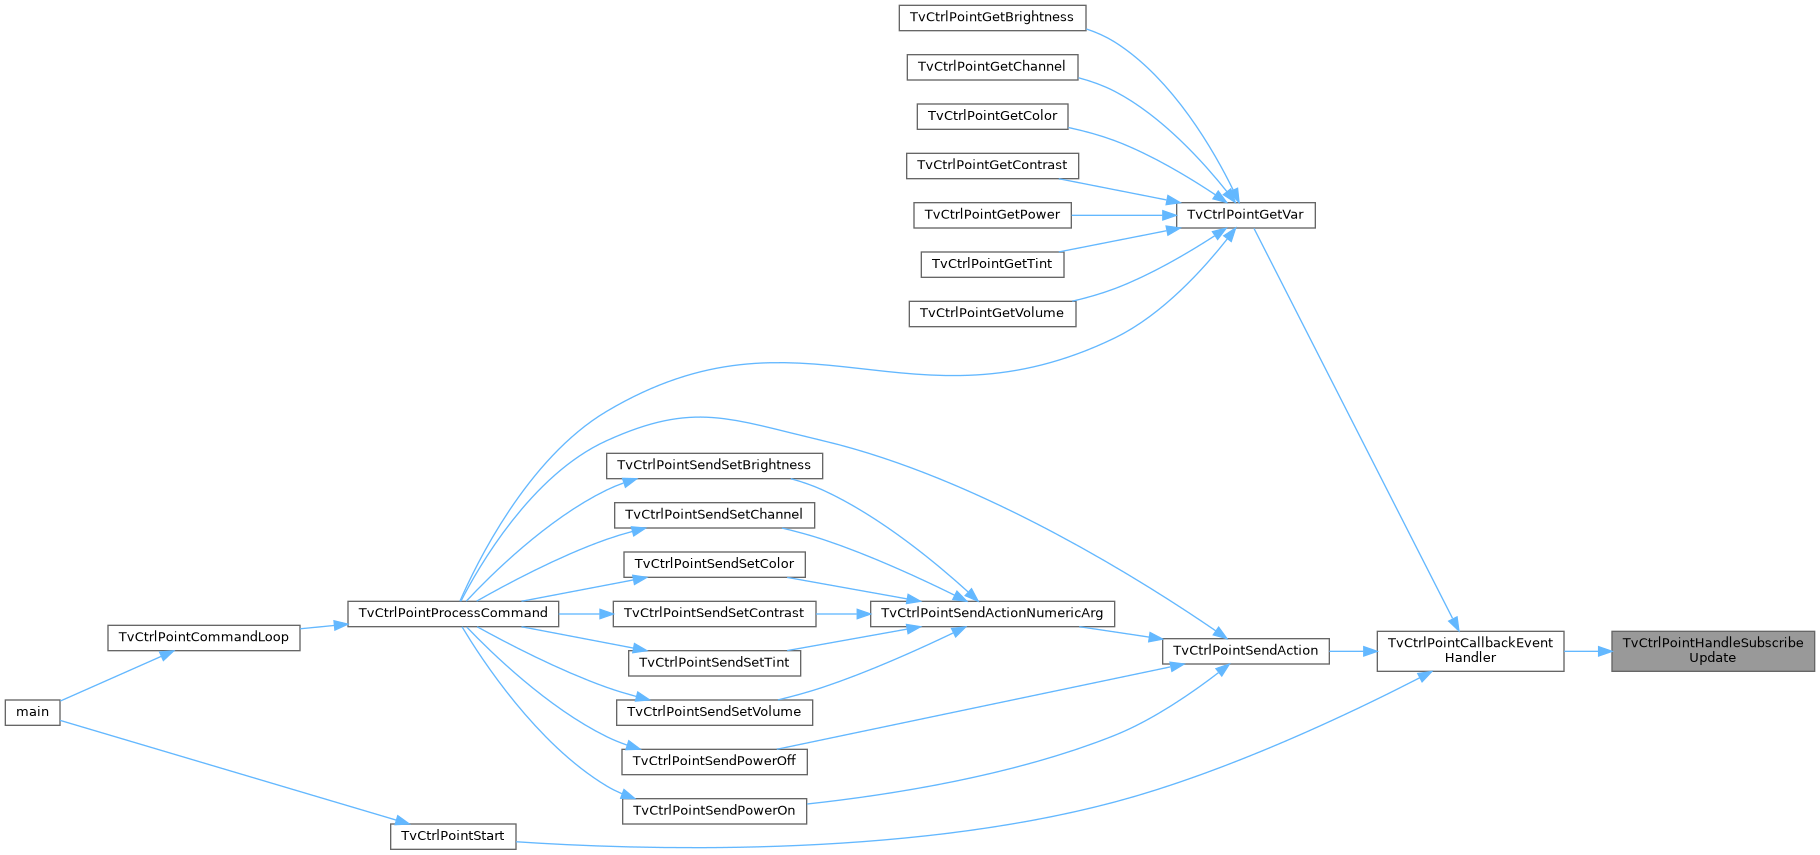 TvCtrlPointGetBrightness
TvCtrlPointGetChannel
TvCtrlPointGetColor
TvCtrlPointGetContrast
TvCtrlPointGetPower
TvCtrlPointGetVar
TvCtrlPointGetTint
TvCtrlPointGetVolume
TvCtrlPointSendSetBrightness
TvCtrlPointSendSetChannel
TvCtrlPointSendSetColor
TvCtrlPointProcessCommand
TvCtrlPointSendSetContrast
TvCtrlPointSendActionNumericArg
TvCtrlPointCommandLoop
TvCtrlPointSendSetTint
TvCtrlPointSendAction
TvCtrlPointCallbackEvent
Handler
TvCtrlPointHandleSubscribe
Update
main
TvCtrlPointSendSetVolume
TvCtrlPointSendPowerOff
TvCtrlPointSendPowerOn
TvCtrlPointStart